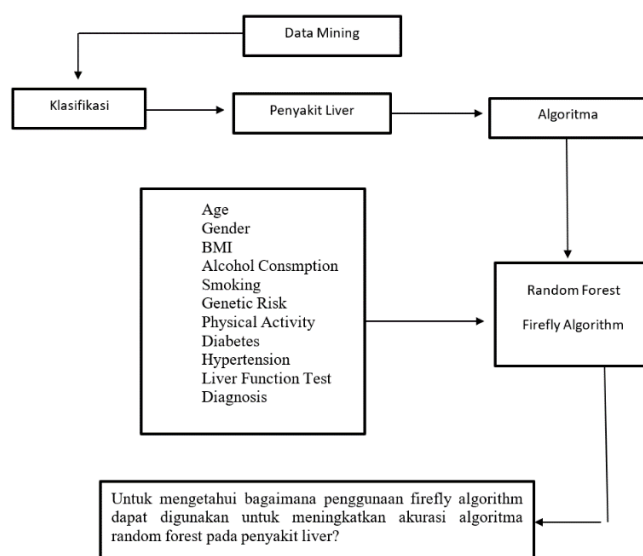 Data Mining
Klasifikasi
Penyakit Liver
Algoritma
Age
Gender
BMI
Alcohol Consmption
Smoking
Genetic Risk
Physical Activity
Diabetes
Hypertension
Liver Function Test
Diagnosis
Random Forest
Firefly Algorithm
Untuk mengetahui bagaimana penggunaan firefly algorithm
dapat digunakan untuk meningkatkan akurasi algoritma
random forest pada penyakit liver?